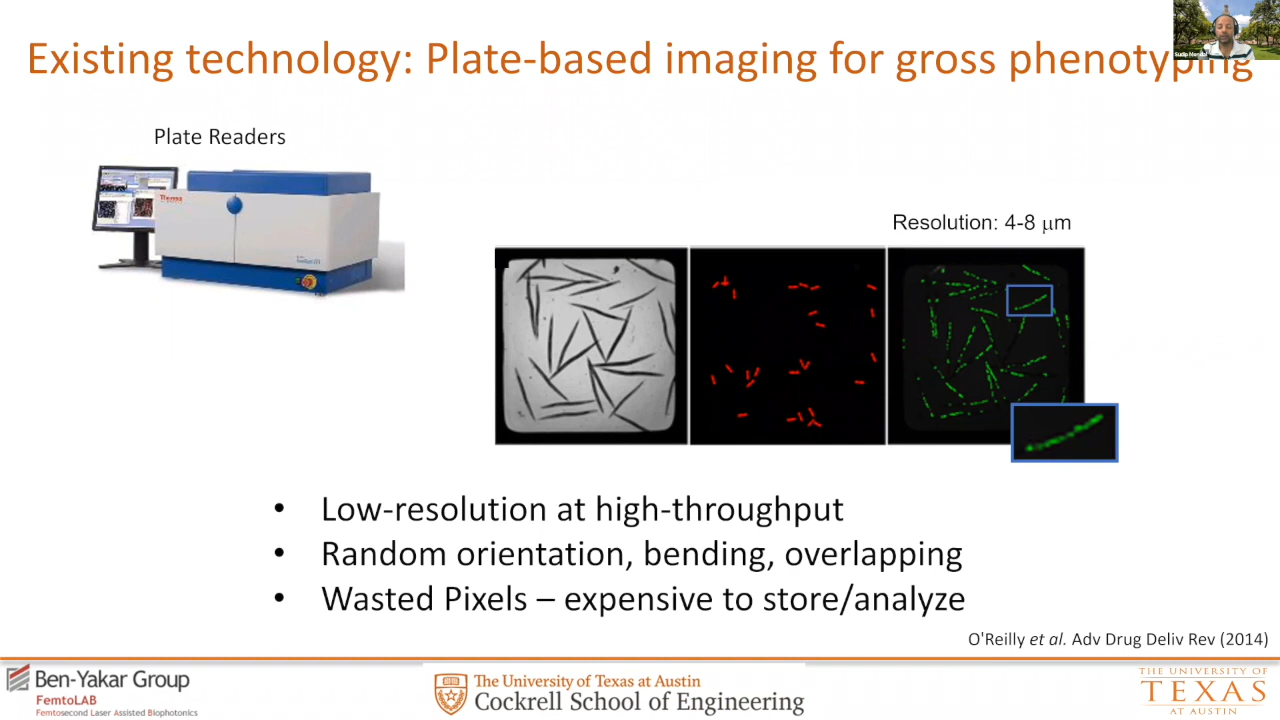 Existing technology: Plate-based imaging for gross phenotyping
Sudip Mondal
Plate Readers
Thermo
Resolution: 4-8 μm
• Low-resolution at high-throughput
• Random orientation, bending, overlapping
• Wasted Pixels – expensive to store/analyze
O'Reilly et al. Adv Drug Deliv Rev (2014)
Ben-Yakar Group
FemtoLAB
Femtosecond Laser Assisted Biophotonics
The University of Texas at Austin
Cockrell School of Engineering
THE UNIVERSITY OF
TEXAS
AT AUSTIN